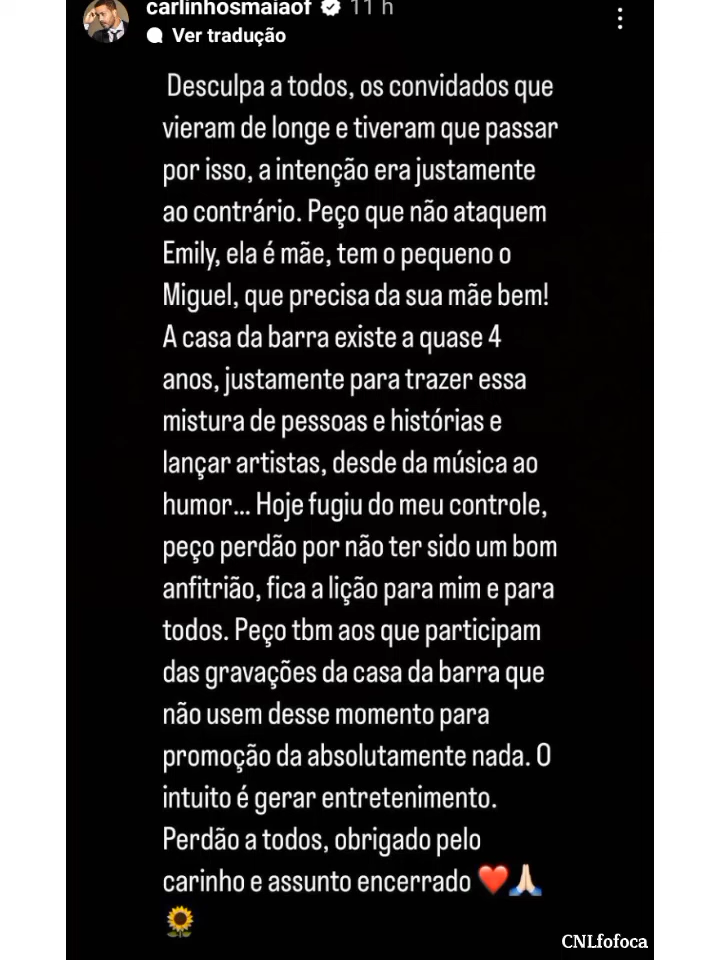 carlinhosmaiaof 11 h
Ver tradução
Desculpa a todos, os convidados que
vieram de longe e tiveram que passar
por isso, a intenção era justamente
ao contrário. Peço que não ataquem
Emily, ela é mãe, tem o pequeno o
Miguel, que precisa da sua mãe bem!
A casa da barra existe a quase 4
anos, justamente para trazer essa
mistura de pessoas e histórias e
lançar artistas, desde da música ao
humor... Hoje fugiu do meu controle,
peço perdão por não ter sido um bom
anfitrião, fica a lição para mim e para
todos. Peço tbm aos que participam
das gravações da casa da barra que
não usem desse momento para
promoção da absolutamente nada. O
intuito é gerar entretenimento.
Perdão a todos, obrigado pelo
carinho e assunto encerrado ❤️🙏🏻
🌻
CNLfofoca